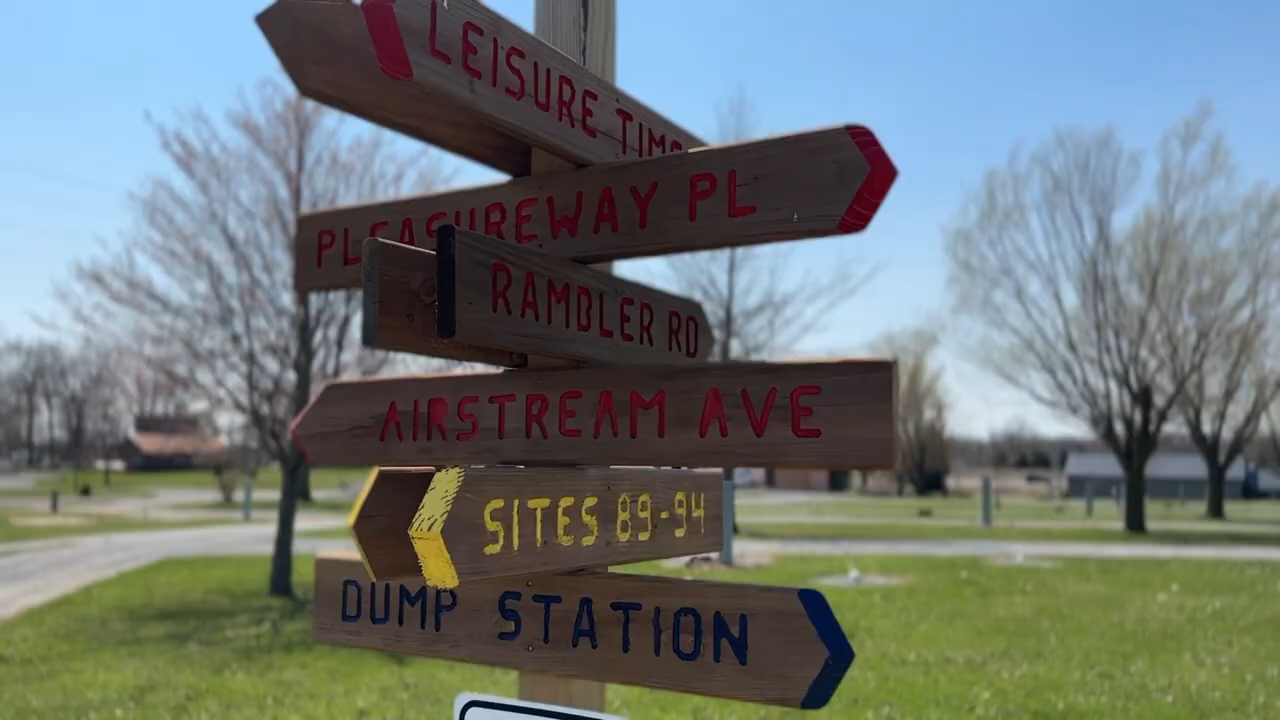 LEISURE TIME
PLEASUREWAY PL
RAMBLER RD
AIRSTREAM AVE
SITES 89-94
DUMP STATION